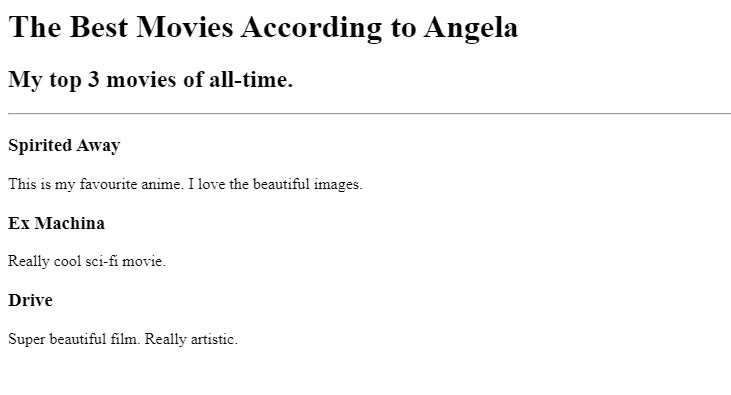 The Best Movies According to Angela
My top 3 movies of all-time.
Spirited Away
This is my favourite anime. I love the beautiful images.
Ex Machina
Really cool sci-fi movie.
Drive
Super beautiful film. Really artistic.